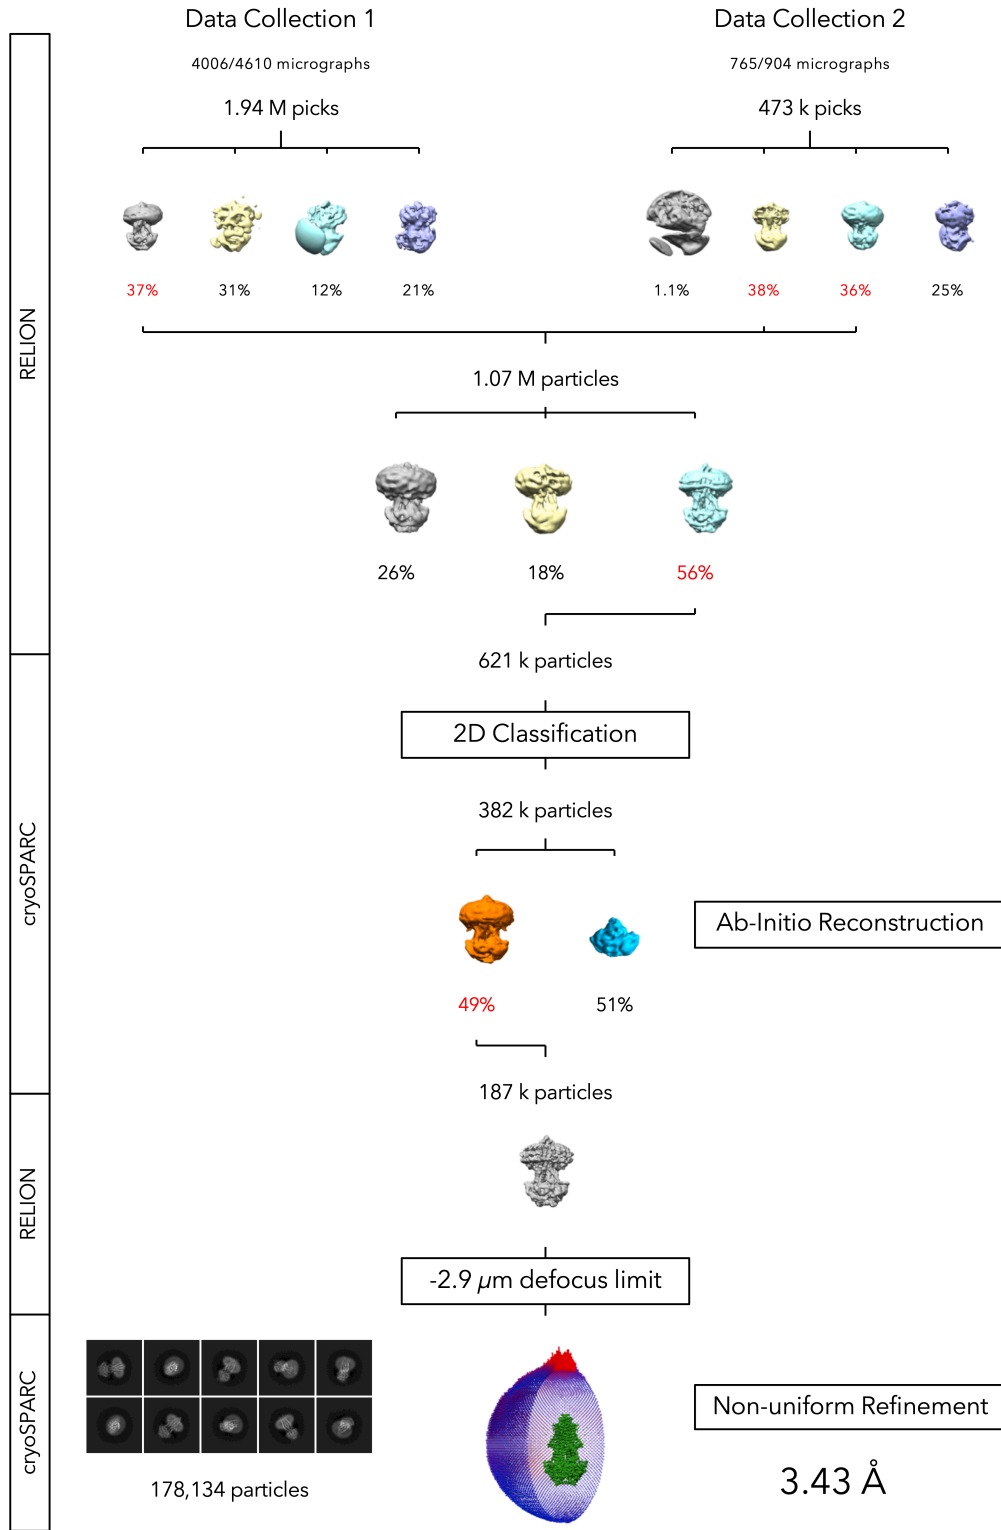 Data Collection 1
Data Collection 2
4006/4610 micrographs
765/904 micrographs
1.94 M picks
473 k picks
37%
31%
12%
21%
1.1%
38%
36%
25%
RELION
1.07 M particles
26%
18%
56%
621 k particles
2D Classification
382 k particles
cryoSPARC
Ab-Initio Reconstruction
49%
51%
187 k particles
RELION
-2.9 µm defocus limit
cryoSPARC
Non-uniform Refinement
178,134 particles
3.43 Å